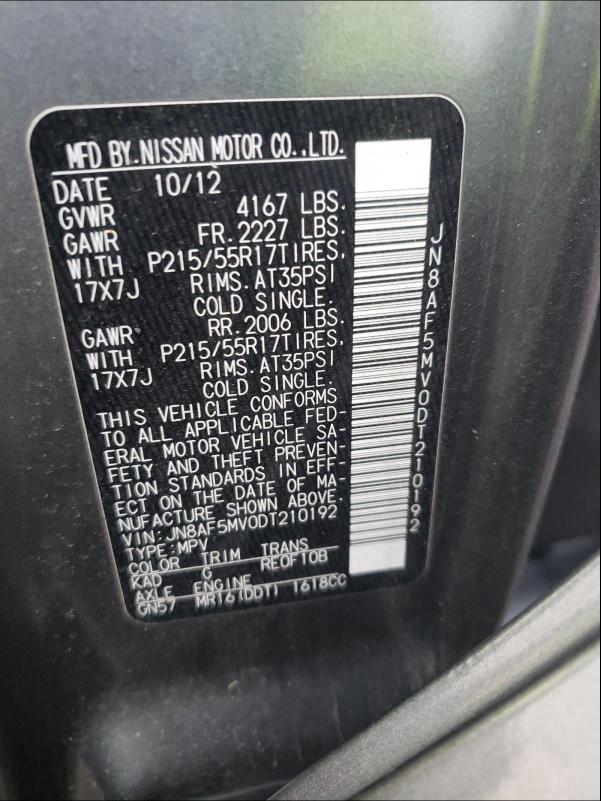 MFD BY.NISSAN MOTOR CO.,LTD.
DATE 10/12
GVWR 4167 LBS.
GAWR FR.2227 LBS.
WITH P215/55R17TIRES,
17X7J RIMS.AT35PSI
COLD SINGLE.
GAWR RR.2006 LBS.
WITH P215/55R17TIRES,
17X7J RIMS.AT35PSI
COLD SINGLE.
THIS VEHICLE CONFORMS
TO ALL APPLICABLE FED-
ERAL MOTOR VEHICLE SA-
FETY AND THEFT PREVEN-
TION STANDARDS IN EFF-
ECT ON THE DATE OF MA-
NUFACTURE SHOWN ABOVE.
VIN:JN8AF5MV0DT210192
TYPE:MPV
COLOR TRIM TRANS
KAD G RE0F10B
AXLE ENGINE
GN57 MR16(DDT) 1618CC
JN8AF5MV0DT210192